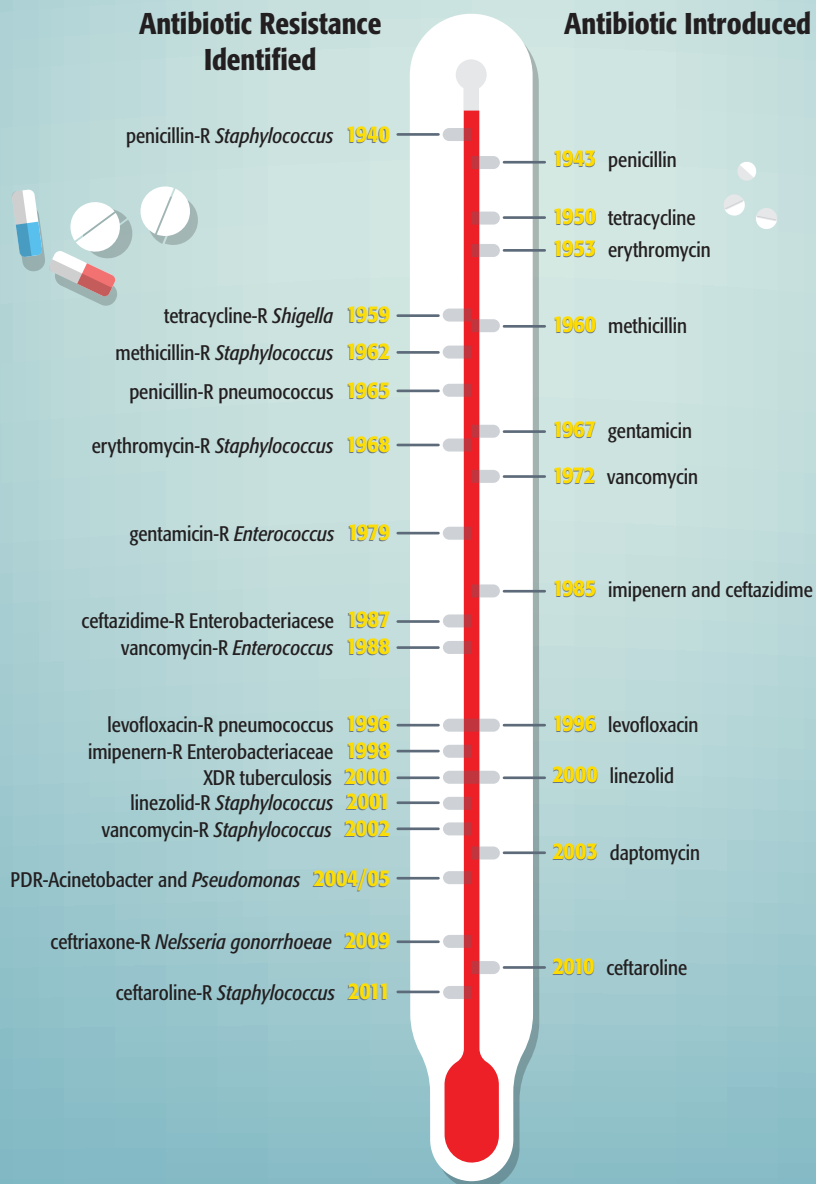 Antibiotic Resistance
Identified
Antibiotic Introduced
penicillin-R Staphylococcus 1940
1943 penicillin
1950 tetracycline
1953 erythromycin
tetracycline-R Shigella 1959
1960 methicillin
methicillin-R Staphylococcus 1962
penicillin-R pneumococcus 1965
1967 gentamicin
erythromycin-R Staphylococcus 1968
1972 vancomycin
gentamicin-R Enterococcus 1979
1985 imipenern and ceftazidime
ceftazidime-R Enterobacteriacese 1987
vancomycin-R Enterococcus 1988
levofloxacin-R pneumococcus 1996
1996 levofloxacin
imipenern-R Enterobacteriaceae 1998
XDR tuberculosis 2000
2000 linezolid
linezolid-R Staphylococcus 2001
vancomycin-R Staphylococcus 2002
2003 daptomycin
PDR-Acinetobacter and Pseudomonas 2004/05
ceftriaxone-R Nelsseria gonorrhoeae 2009
2010 ceftaroline
ceftaroline-R Staphylococcus 2011